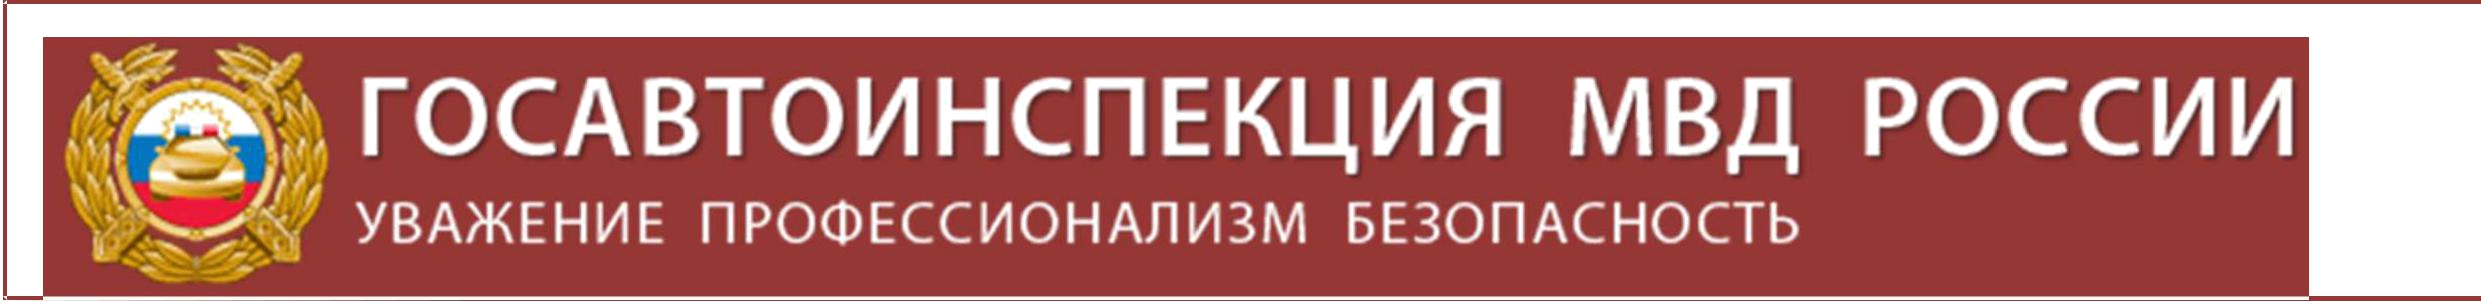 ГОСАВТОИНСПЕКЦИЯ МВД РОССИИ
УВАЖЕНИЕ ПРОФЕССИОНАЛИЗМ БЕЗОПАСНОСТЬ